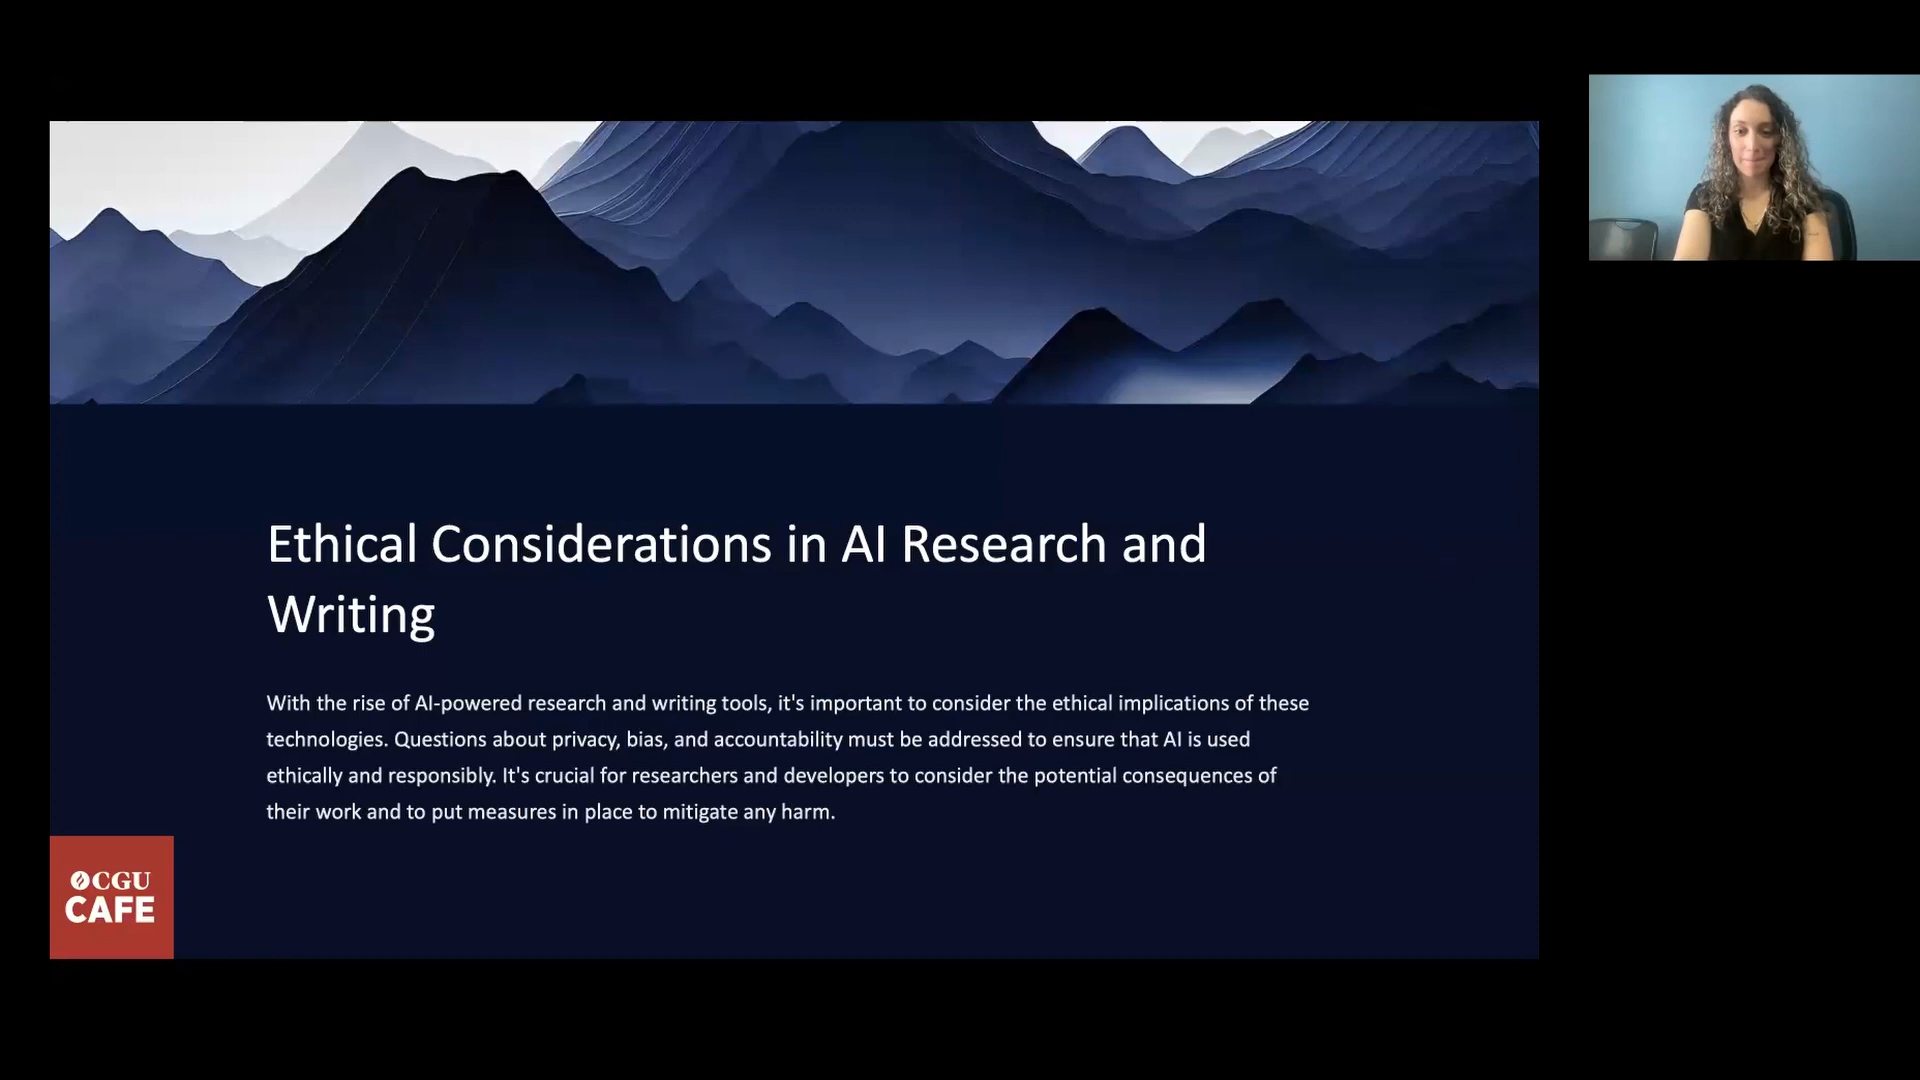 Ethical Considerations in AI Research and
Writing
With the rise of AI-powered research and writing tools, it's important to consider the ethical implications of these
technologies. Questions about privacy, bias, and accountability must be addressed to ensure that AI is used
ethically and responsibly. It's crucial for researchers and developers to consider the potential consequences of
their work and to put measures in place to mitigate any harm.
CGU
CAFE